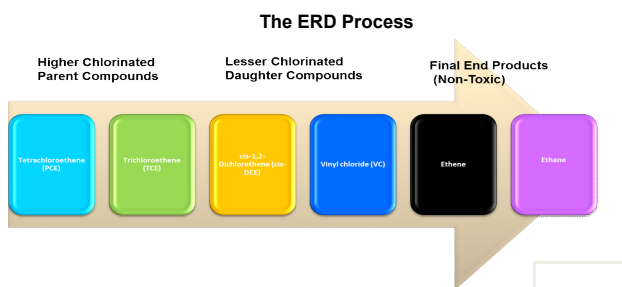 The ERD Process
Higher Chlorinated
Parent Compounds
Lesser Chlorinated
Daughter Compounds
Final End Products
(Non-Toxic)
Tetrachloroethene
(PCE)
Trichloroethene
(TCE)
cis-1,2-
Dichlorethene (cis-
DCE)
Vinyl chloride (VC)
Ethene
Ethane